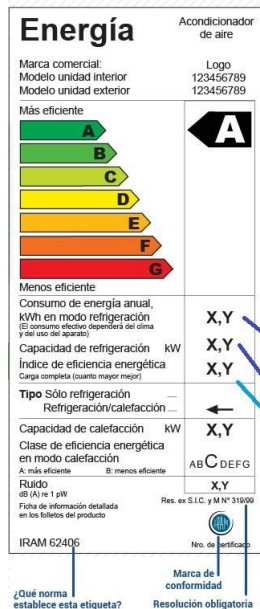 Energía
Acondicionador
de aire
Marca comercial: Logo
Modelo unidad interior 123456789
Modelo unidad exterior 123456789
Más eficiente
A
A
B
C
D
E
F
G
Menos eficiente
Consumo de energía anual,
kWh en modo refrigeración X,Y
(El consumo efectivo dependerá del clima
y del uso del aparato)
Capacidad de refrigeración kW X,Y
Índice de eficiencia energética X,Y
Carga completa (cuanto mayor mejor)
Tipo Sólo refrigeración
Refrigeración/calefacción
Capacidad de calefacción kW X,Y
Clase de eficiencia energética
en modo calefacción ABCDEFG
A: más eficiente B: menos eficiente
Ruido X,Y
dB (A) re 1 pW
Res. ex S.I.C. y M N° 319/99
Ficha de información detallada
en los folletos del producto
IRAM
IRAM 62406
Nro. de certificado
¿Qué norma
establece esta etiqueta?
Marca de
conformidad
Resolución obligatoria